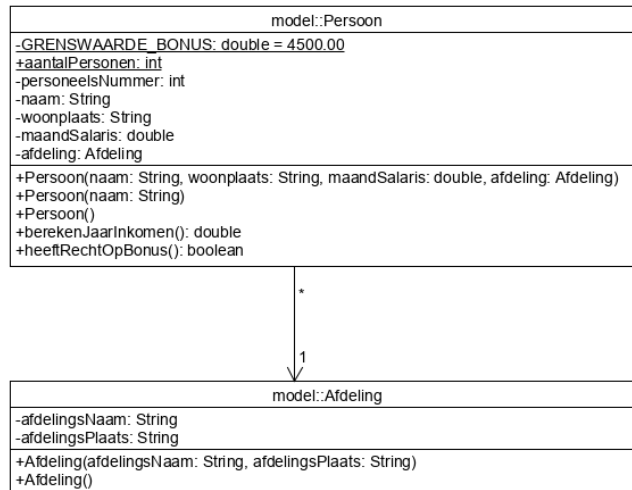 model::Persoon
-GRENSWAARDE_BONUS: double = 4500.00
+aantalPersonen: int
-personeelsNummer: int
-naam: String
-woonplaats: String
-maandSalaris: double
-afdeling: Afdeling
+Persoon(naam: String, woonplaats: String, maandSalaris: double, afdeling: Afdeling)
+Persoon(naam: String)
+Persoon()
+berekenJaarInkomen(): double
+heeftRechtOpBonus(): boolean
*
1
model::Afdeling
-afdelingsNaam: String
-afdelingsPlaats: String
+Afdeling(afdelingsNaam: String, afdelingsPlaats: String)
+Afdeling()